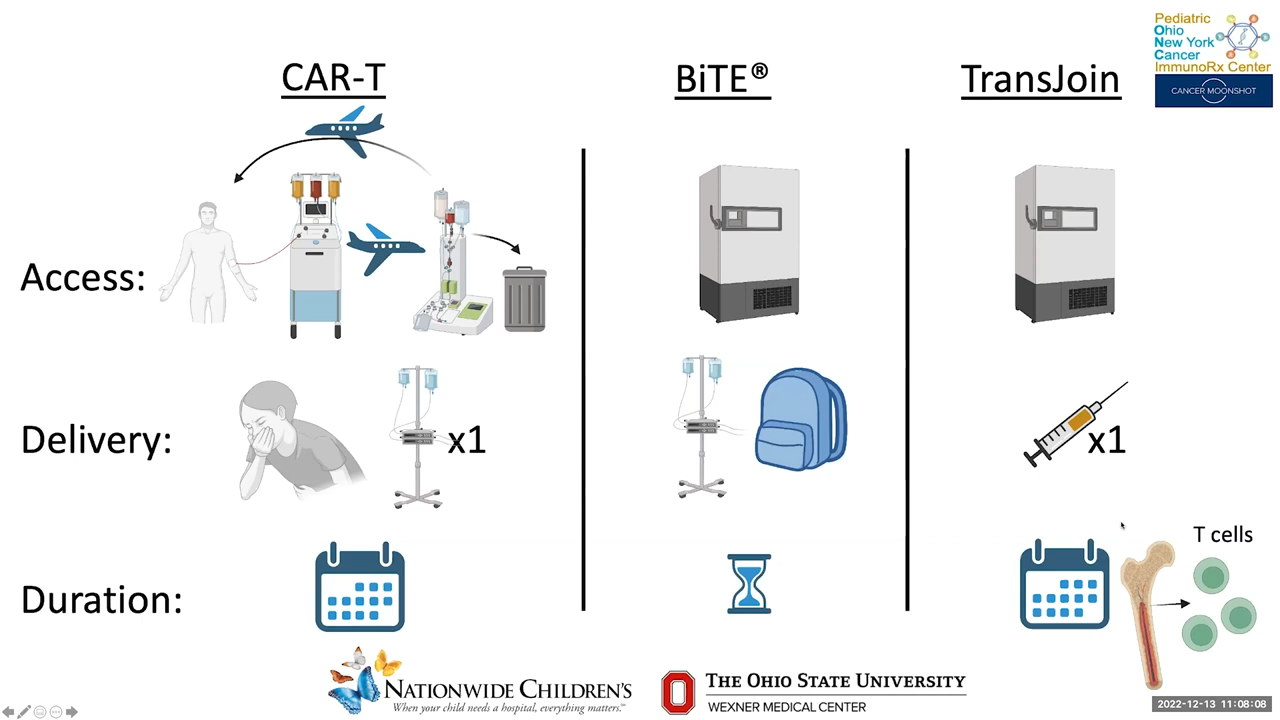 Pediatric
Ohio
New York
Cancer
ImmunoRx Center
CANCER MOONSHOT
CAR-T
BiTE®
TransJoin
Access:
Delivery:
x1
x1
Duration:
T cells
NATIONWIDE CHILDREN'S
When your child needs a hospital, everything matters.℠
THE OHIO STATE UNIVERSITY
WEXNER MEDICAL CENTER
2022-12-13 11:08:08